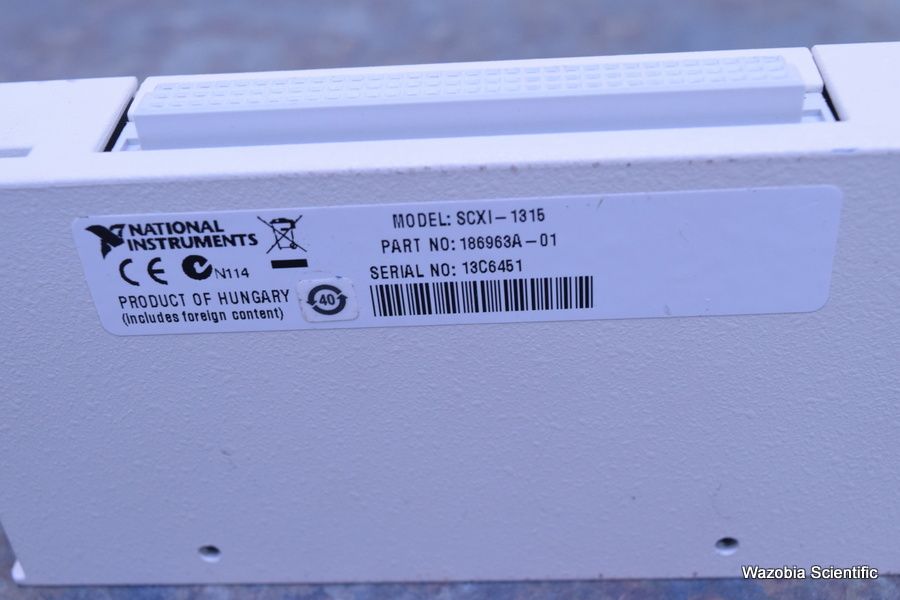 NATIONAL
INSTRUMENTS
CE N114
PRODUCT OF HUNGARY
(Includes foreign content)
40
MODEL: SCXI-1315
PART NO: 186963A-01
SERIAL NO: 13C6451
Wazobia Scientific